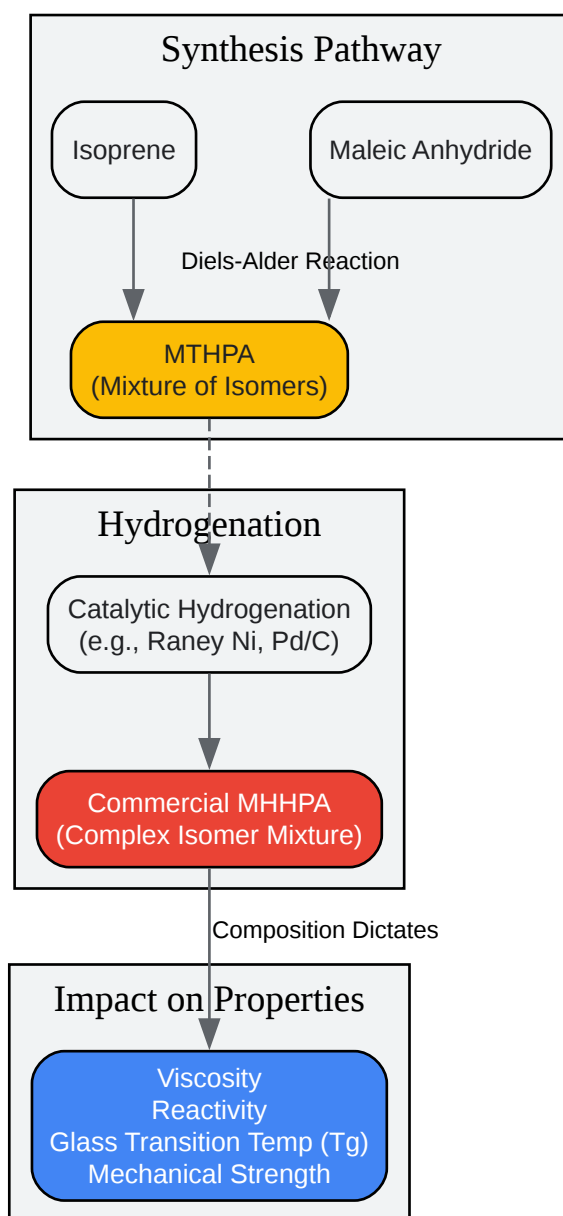 Synthesis Pathway
Isoprene
Maleic Anhydride
Diels-Alder Reaction
MTHPA
(Mixture of Isomers)
Hydrogenation
Catalytic Hydrogenation
(e.g., Raney Ni, Pd/C)
Commercial MHHPA
(Complex Isomer Mixture)
Composition Dictates
Impact on Properties
Viscosity
Reactivity
Glass Transition Temp (Tg)
Mechanical Strength